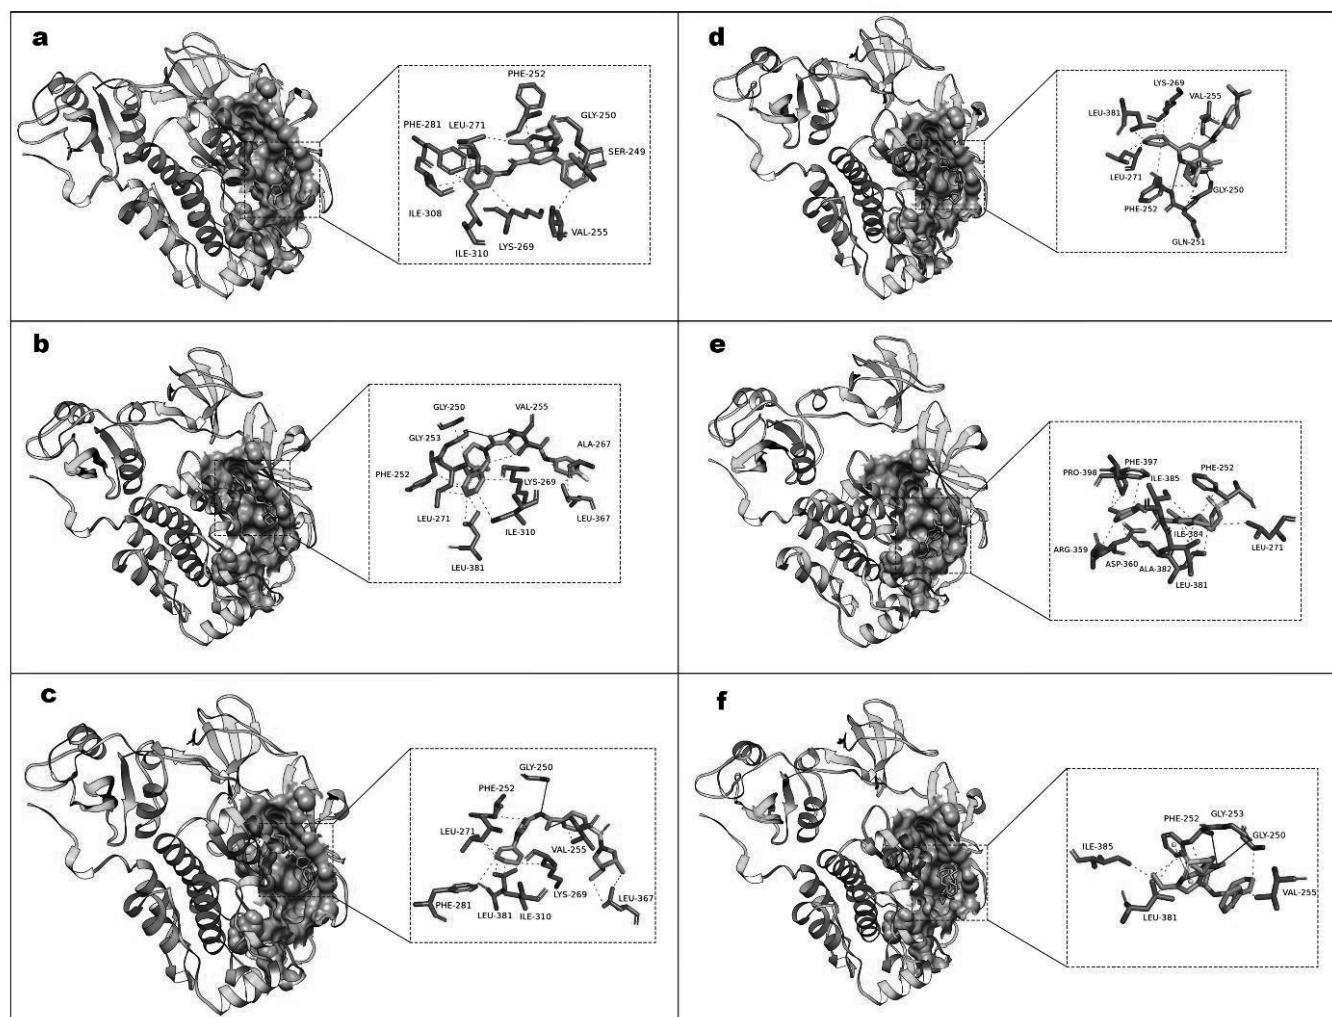 a
PHE-252
GLY-250
PHE-281
LEU-271
SER-249
ILE-308
LYS-269
VAL-255
ILE-310
d
LYS-269
VAL-255
LEU-381
LEU-271
GLY-250
PHE-252
GLN-251
b
GLY-250
VAL-255
GLY-253
ALA-267
PHE-252
LYS-269
LEU-271
LEU-367
ILE-310
LEU-381
e
PHE-397
PHE-252
PRO-398
ILE-385
ILE-384
LEU-271
ARG-359
ASP-360
ALA-382
LEU-381
c
GLY-250
PHE-252
LEU-271
VAL-255
LYS-269
PHE-281
LEU-381
ILE-310
LEU-367
f
GLY-253
PHE-252
GLY-250
ILE-385
VAL-255
LEU-381